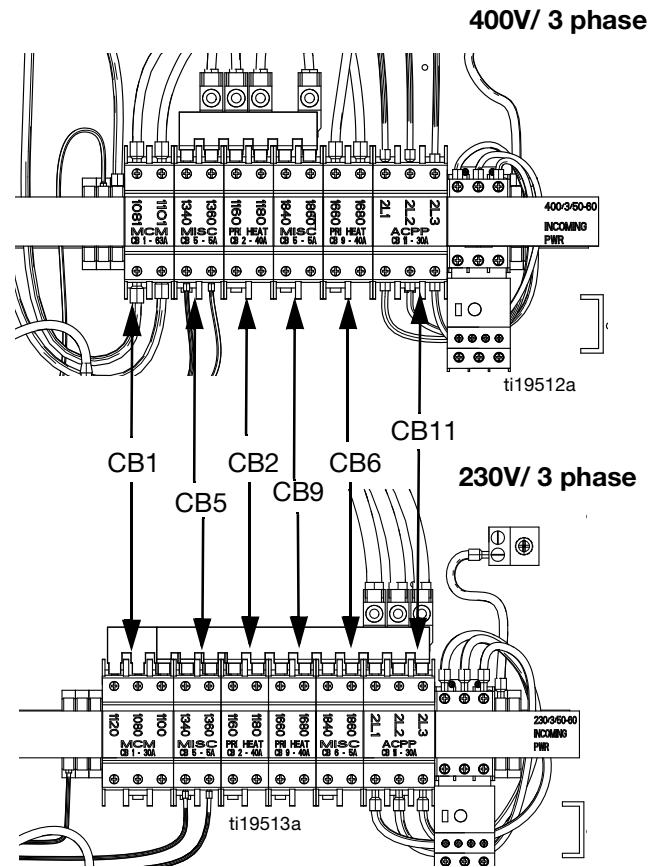 400V/ 3 phase
1081 1101 1340 1360 1160 1180 1840 1860 1660 1680 2L1 2L2 2L3
MCM MISC PRI HEAT MISC PRI HEAT ACPP
CB 1 - 63A CB 5 - 5A CB 2 - 40A CB 5 - 5A CB 9 - 40A CB 11 - 30A
400/3/50-60
INCOMING
PWR
ti19512a
CB1 CB5 CB2 CB9 CB6 CB11
230V/ 3 phase
1120 1080 1100 1340 1360 1160 1180 1660 1680 1840 1860 2L1 2L2 2L3
MCM MISC PRI HEAT PRI HEAT MISC ACPP
CB 1 - 30A CB 5 - 5A CB 2 - 40A CB 9 - 40A CB 6 - 5A CB 11 - 30A
230/3/50-60
INCOMING
PWR
ti19513a